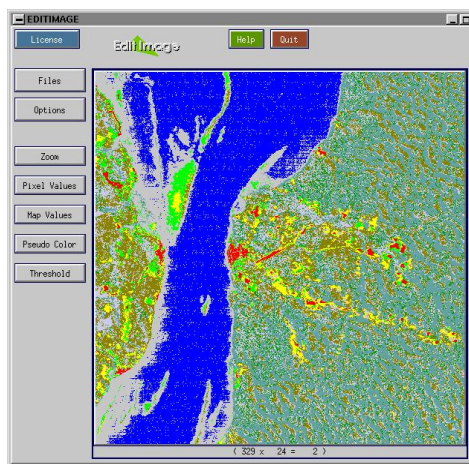 EDITIMAGE
License
EditImage
Help
Quit
Files
Options
Zoom
Pixel Values
Map Values
Pseudo Color
Threshold
( 329 x 24 = 2 )